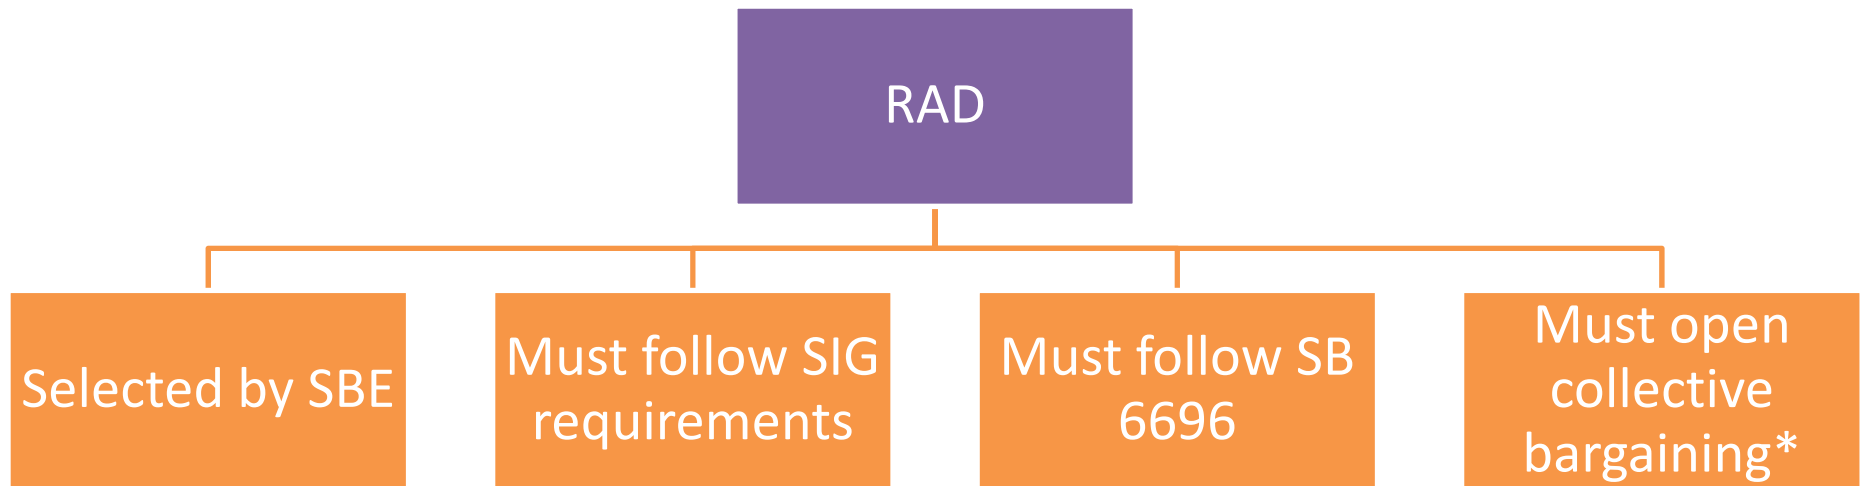 RAD
Selected by SBE
Must follow SIG
requirements
Must follow SB
6696
Must open
collective
bargaining*